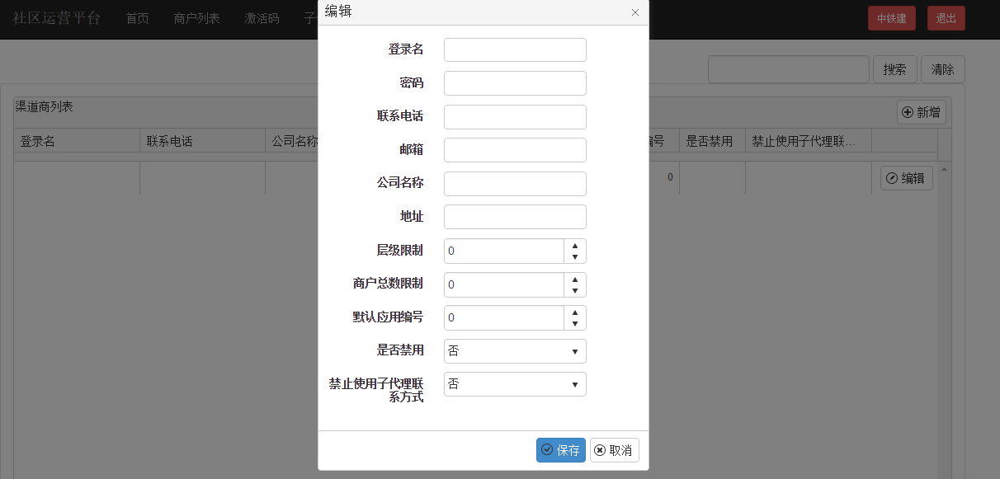 社区运营平台 首页 商户列表 激活码 子 中铁建 退出
编辑
搜索 清除
渠道商列表 新增
登录名 联系电话 公司名称 编号 是否禁用 禁止使用子代理联...
0 编辑
登录名
密码
联系电话
邮箱
公司名称
地址
层级限制 0
商户总数限制 0
默认应用编号 0
是否禁用 否
禁止使用子代理联
系方式 否
保存 取消